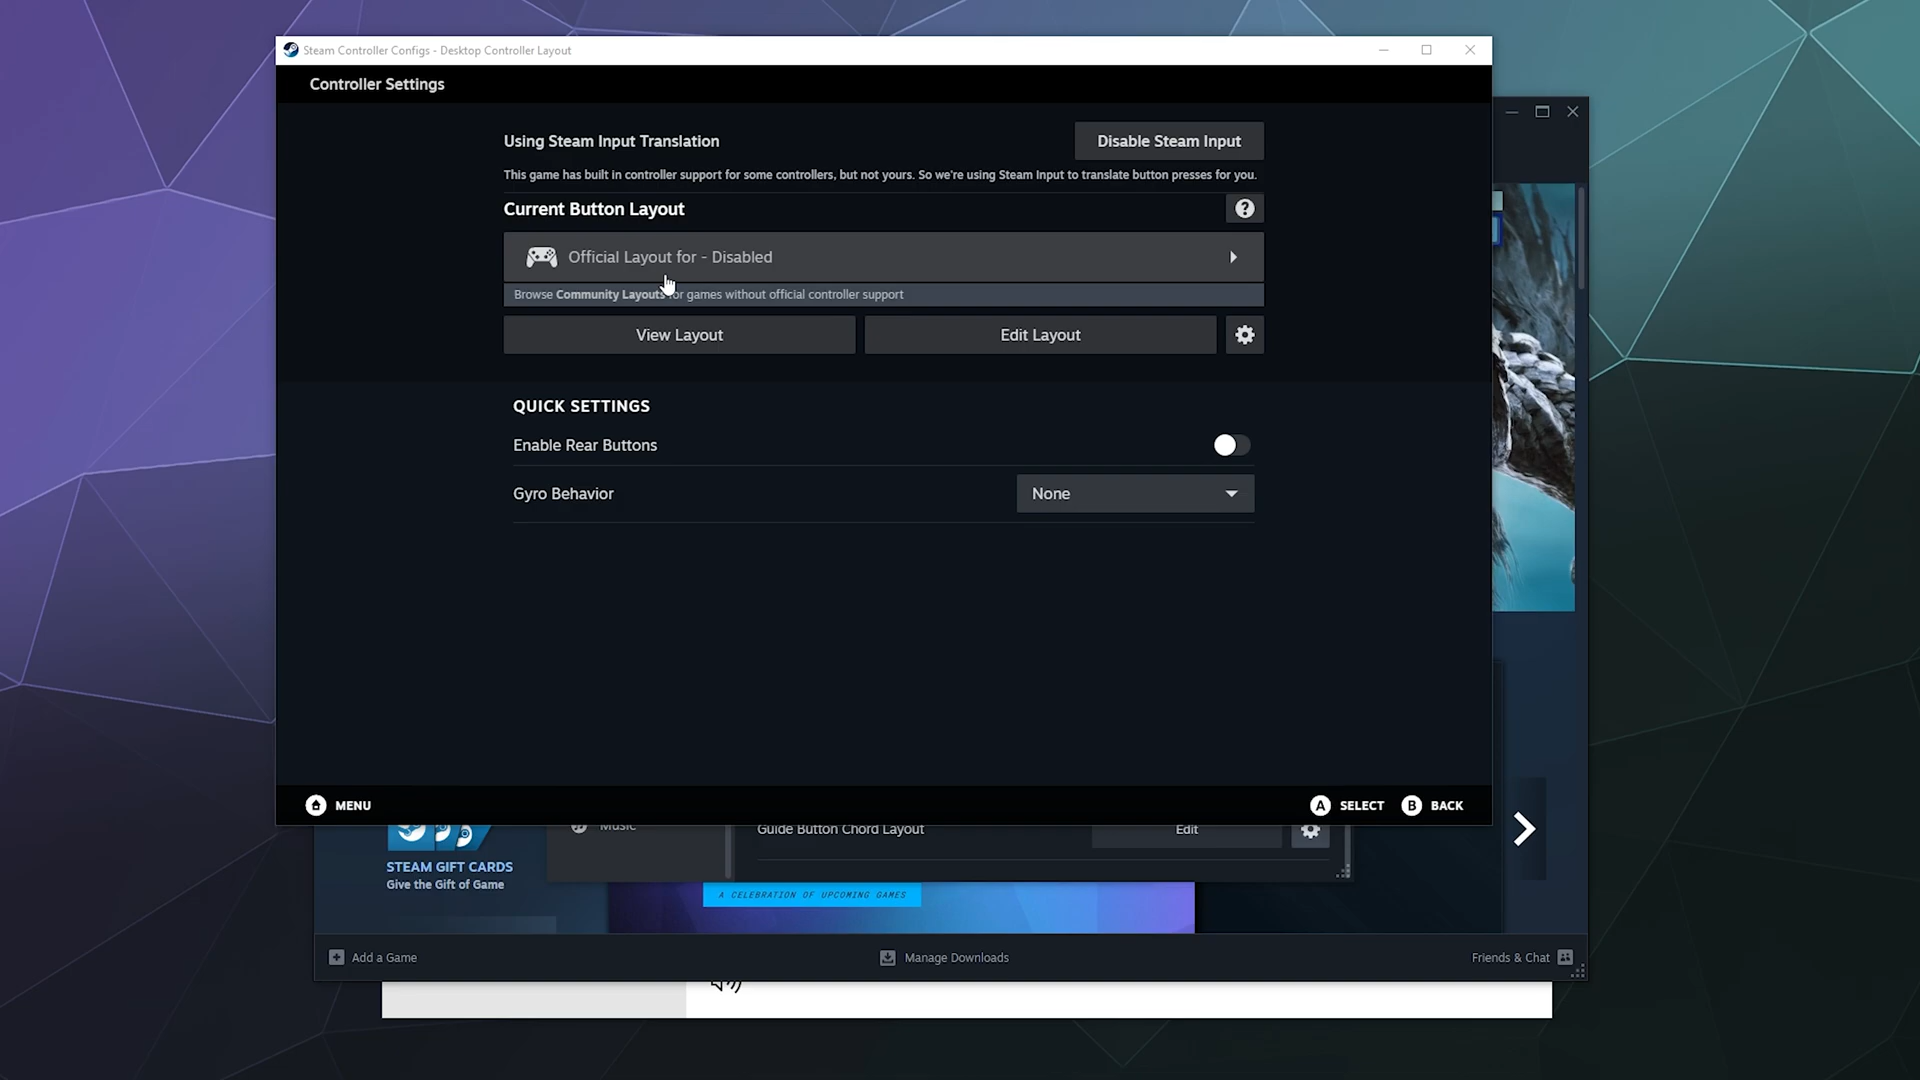 Steam Controller Configs - Desktop Controller Layout
Controller Settings
Using Steam Input Translation
Disable Steam Input
This game has built in controller support for some controllers, but not yours. So we're using Steam Input to translate button presses for you.
Current Button Layout
?
Official Layout for - Disabled
Browse Community Layouts for games without official controller support
View Layout
Edit Layout
QUICK SETTINGS
Enable Rear Buttons
Gyro Behavior
None
MENU
A SELECT
B BACK
Music
Guide Button Chord Layout
Edit
STEAM GIFT CARDS
Give the Gift of Game
A CELEBRATION OF UPCOMING GAMES
Add a Game
Manage Downloads
Friends & Chat